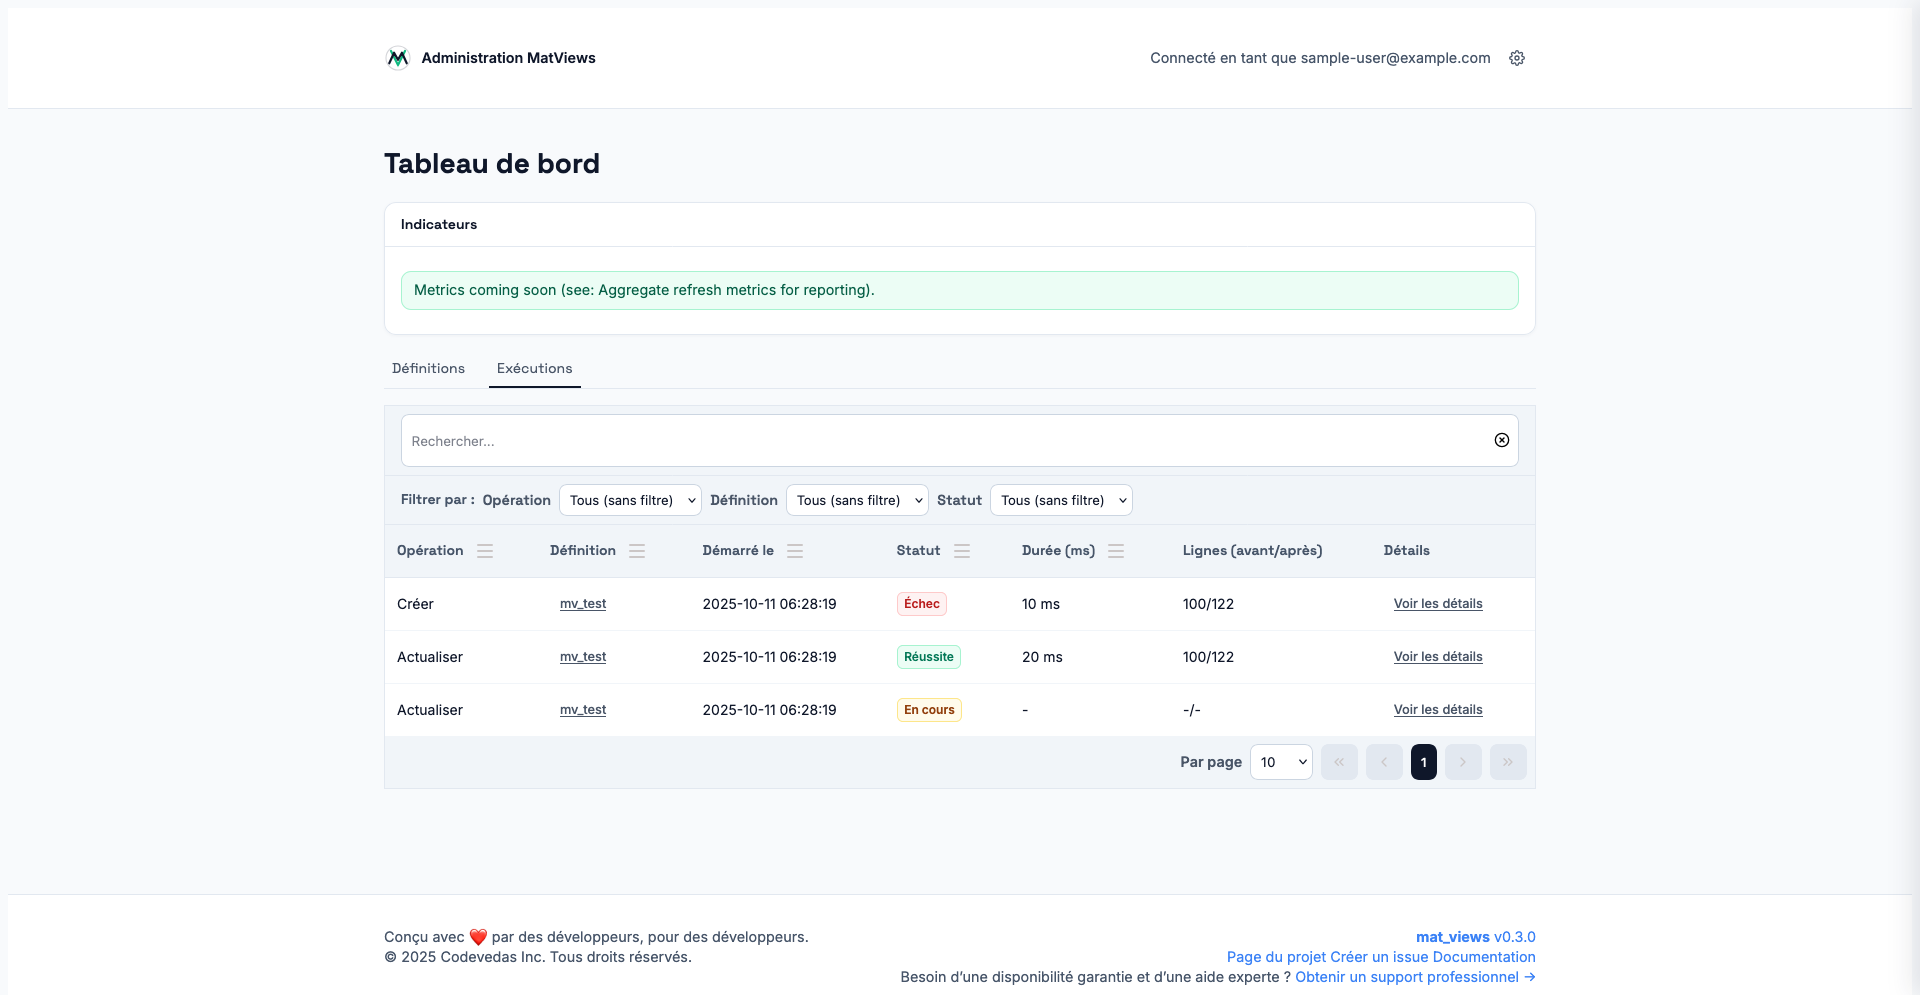 Administration MatViews
Connecté en tant que sample-user@example.com
Tableau de bord
Indicateurs
Metrics coming soon (see: Aggregate refresh metrics for reporting).
Définitions Exécutions
Rechercher...
Filtrer par : Opération Tous (sans filtre) Définition Tous (sans filtre) Statut Tous (sans filtre)
Opération Définition Démarré le Statut Durée (ms) Lignes (avant/après) Détails
Créer mv_test 2025-10-11 06:28:19 Échec 10 ms 100/122 Voir les détails
Actualiser mv_test 2025-10-11 06:28:19 Réussite 20 ms 100/122 Voir les détails
Actualiser mv_test 2025-10-11 06:28:19 En cours - -/- Voir les détails
Par page 10 « ‹ 1 › »
Conçu avec ❤️ par des développeurs, pour des développeurs.
© 2025 Codevedas Inc. Tous droits réservés.
mat_views v0.3.0
Page du projet Créer un issue Documentation
Besoin d’une disponibilité garantie et d’une aide experte ? Obtenir un support professionnel →